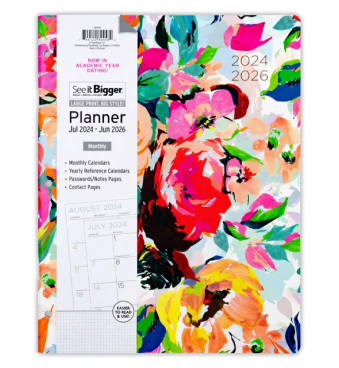 NOW IN
ACADEMIC YEAR
DATING!
See it Bigger
LARGE PRINT, BIG STYLE!
Planner
Jul 2024 - Jun 2026
Monthly
• Monthly Calendars
• Yearly Reference Calendars
• Passwords/Notes Pages
• Contact Pages
AUGUST 2024
JULY 2024
EASIER
TO READ
& USE!
2024
2026